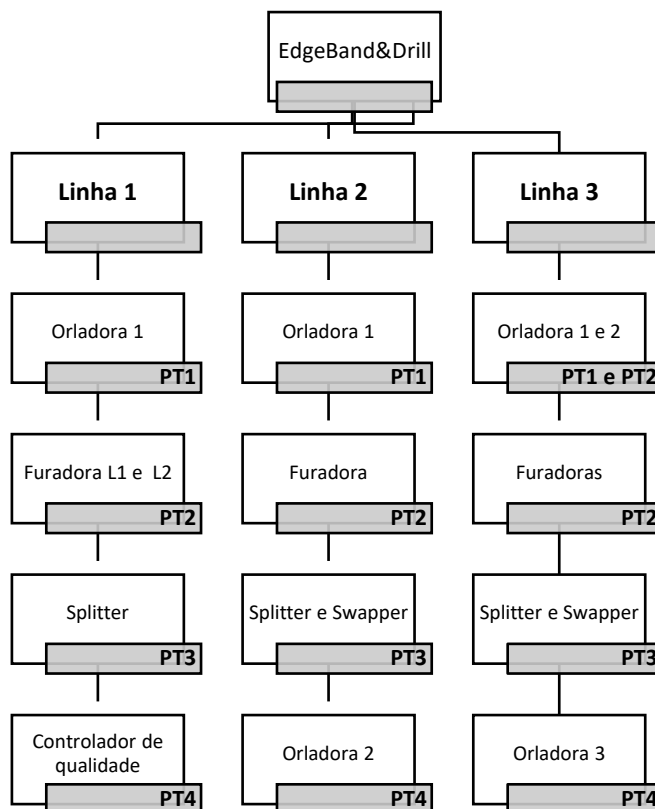 EdgeBand&Drill
Linha 1
Linha 2
Linha 3
Orladora 1
PT1
Orladora 1
PT1
Orladora 1 e 2
PT1 e PT2
Furadora L1 e L2
PT2
Furadora
PT2
Furadoras
PT2
Splitter
PT3
Splitter e Swapper
PT3
Splitter e Swapper
PT3
Controlador de
qualidade
PT4
Orladora 2
PT4
Orladora 3
PT4